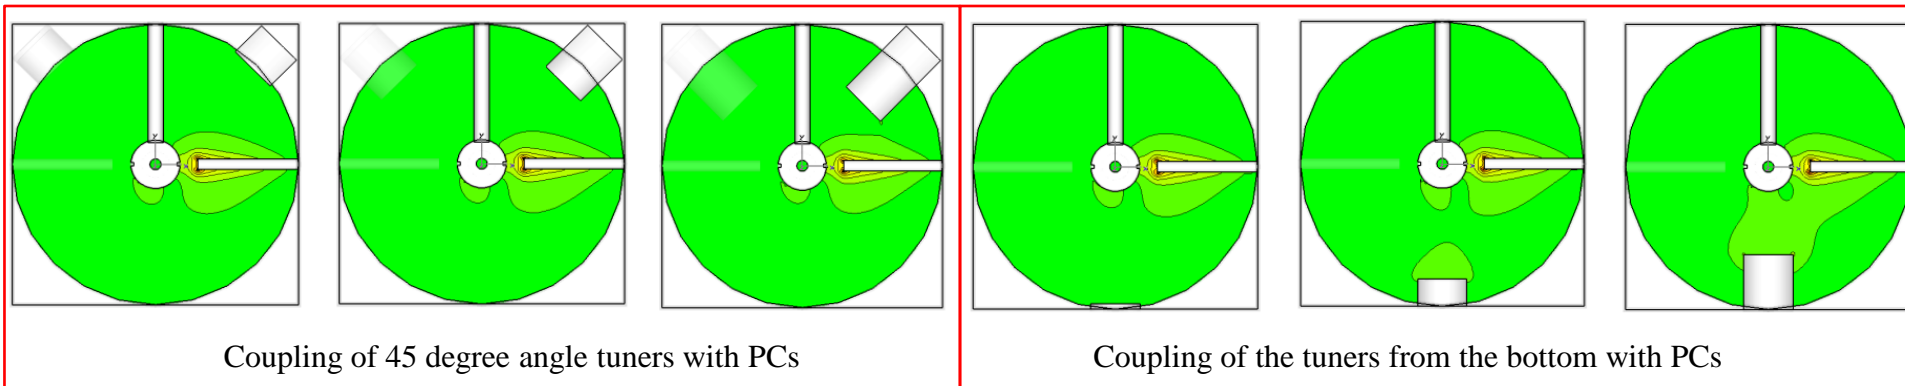 Coupling of 45 degree angle tuners with PCs
Coupling of the tuners from the bottom with PCs